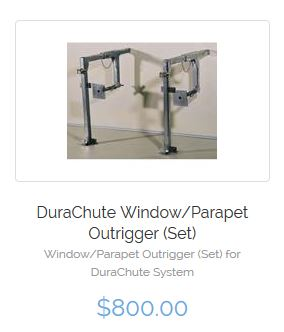 DuraChute Window/Parapet
Outrigger (Set)
Window/Parapet Outrigger (Set) for
DuraChute System
$800.00